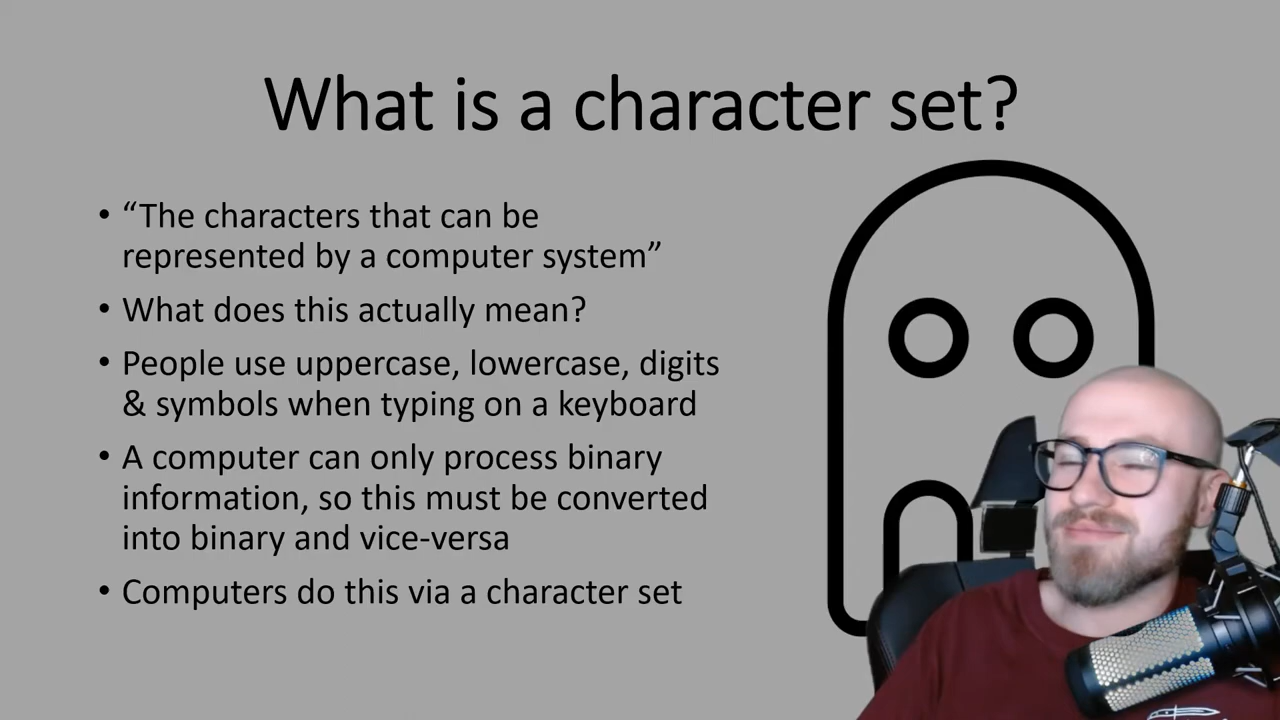 What is a character set?
• “The characters that can be
represented by a computer system”
• What does this actually mean?
• People use uppercase, lowercase, digits
& symbols when typing on a keyboard
• A computer can only process binary
information, so this must be converted
into binary and vice-versa
• Computers do this via a character set